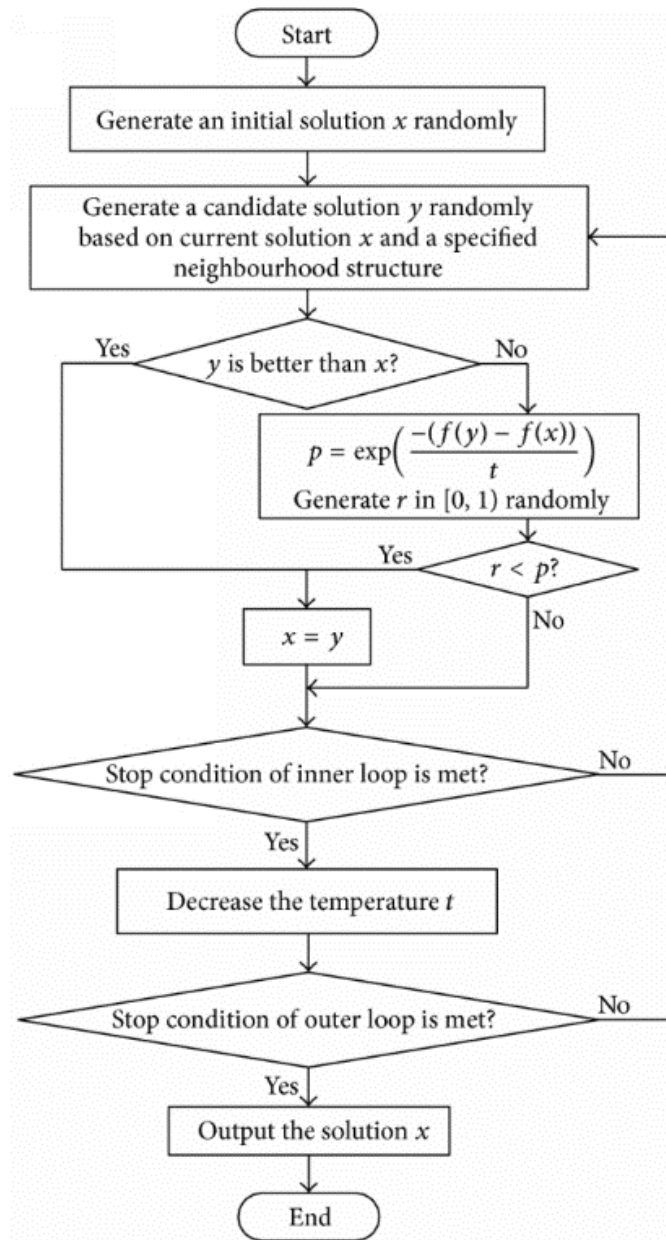 Start
Generate an initial solution x randomly
Generate a candidate solution y randomly
based on current solution x and a specified
neighbourhood structure
Yes
y is better than x?
No
p = exp(−(f(y) − f(x))/t)
Generate r in [0, 1) randomly
Yes
r < p?
No
x = y
Stop condition of inner loop is met?
No
Yes
Decrease the temperature t
Stop condition of outer loop is met?
No
Yes
Output the solution x
End